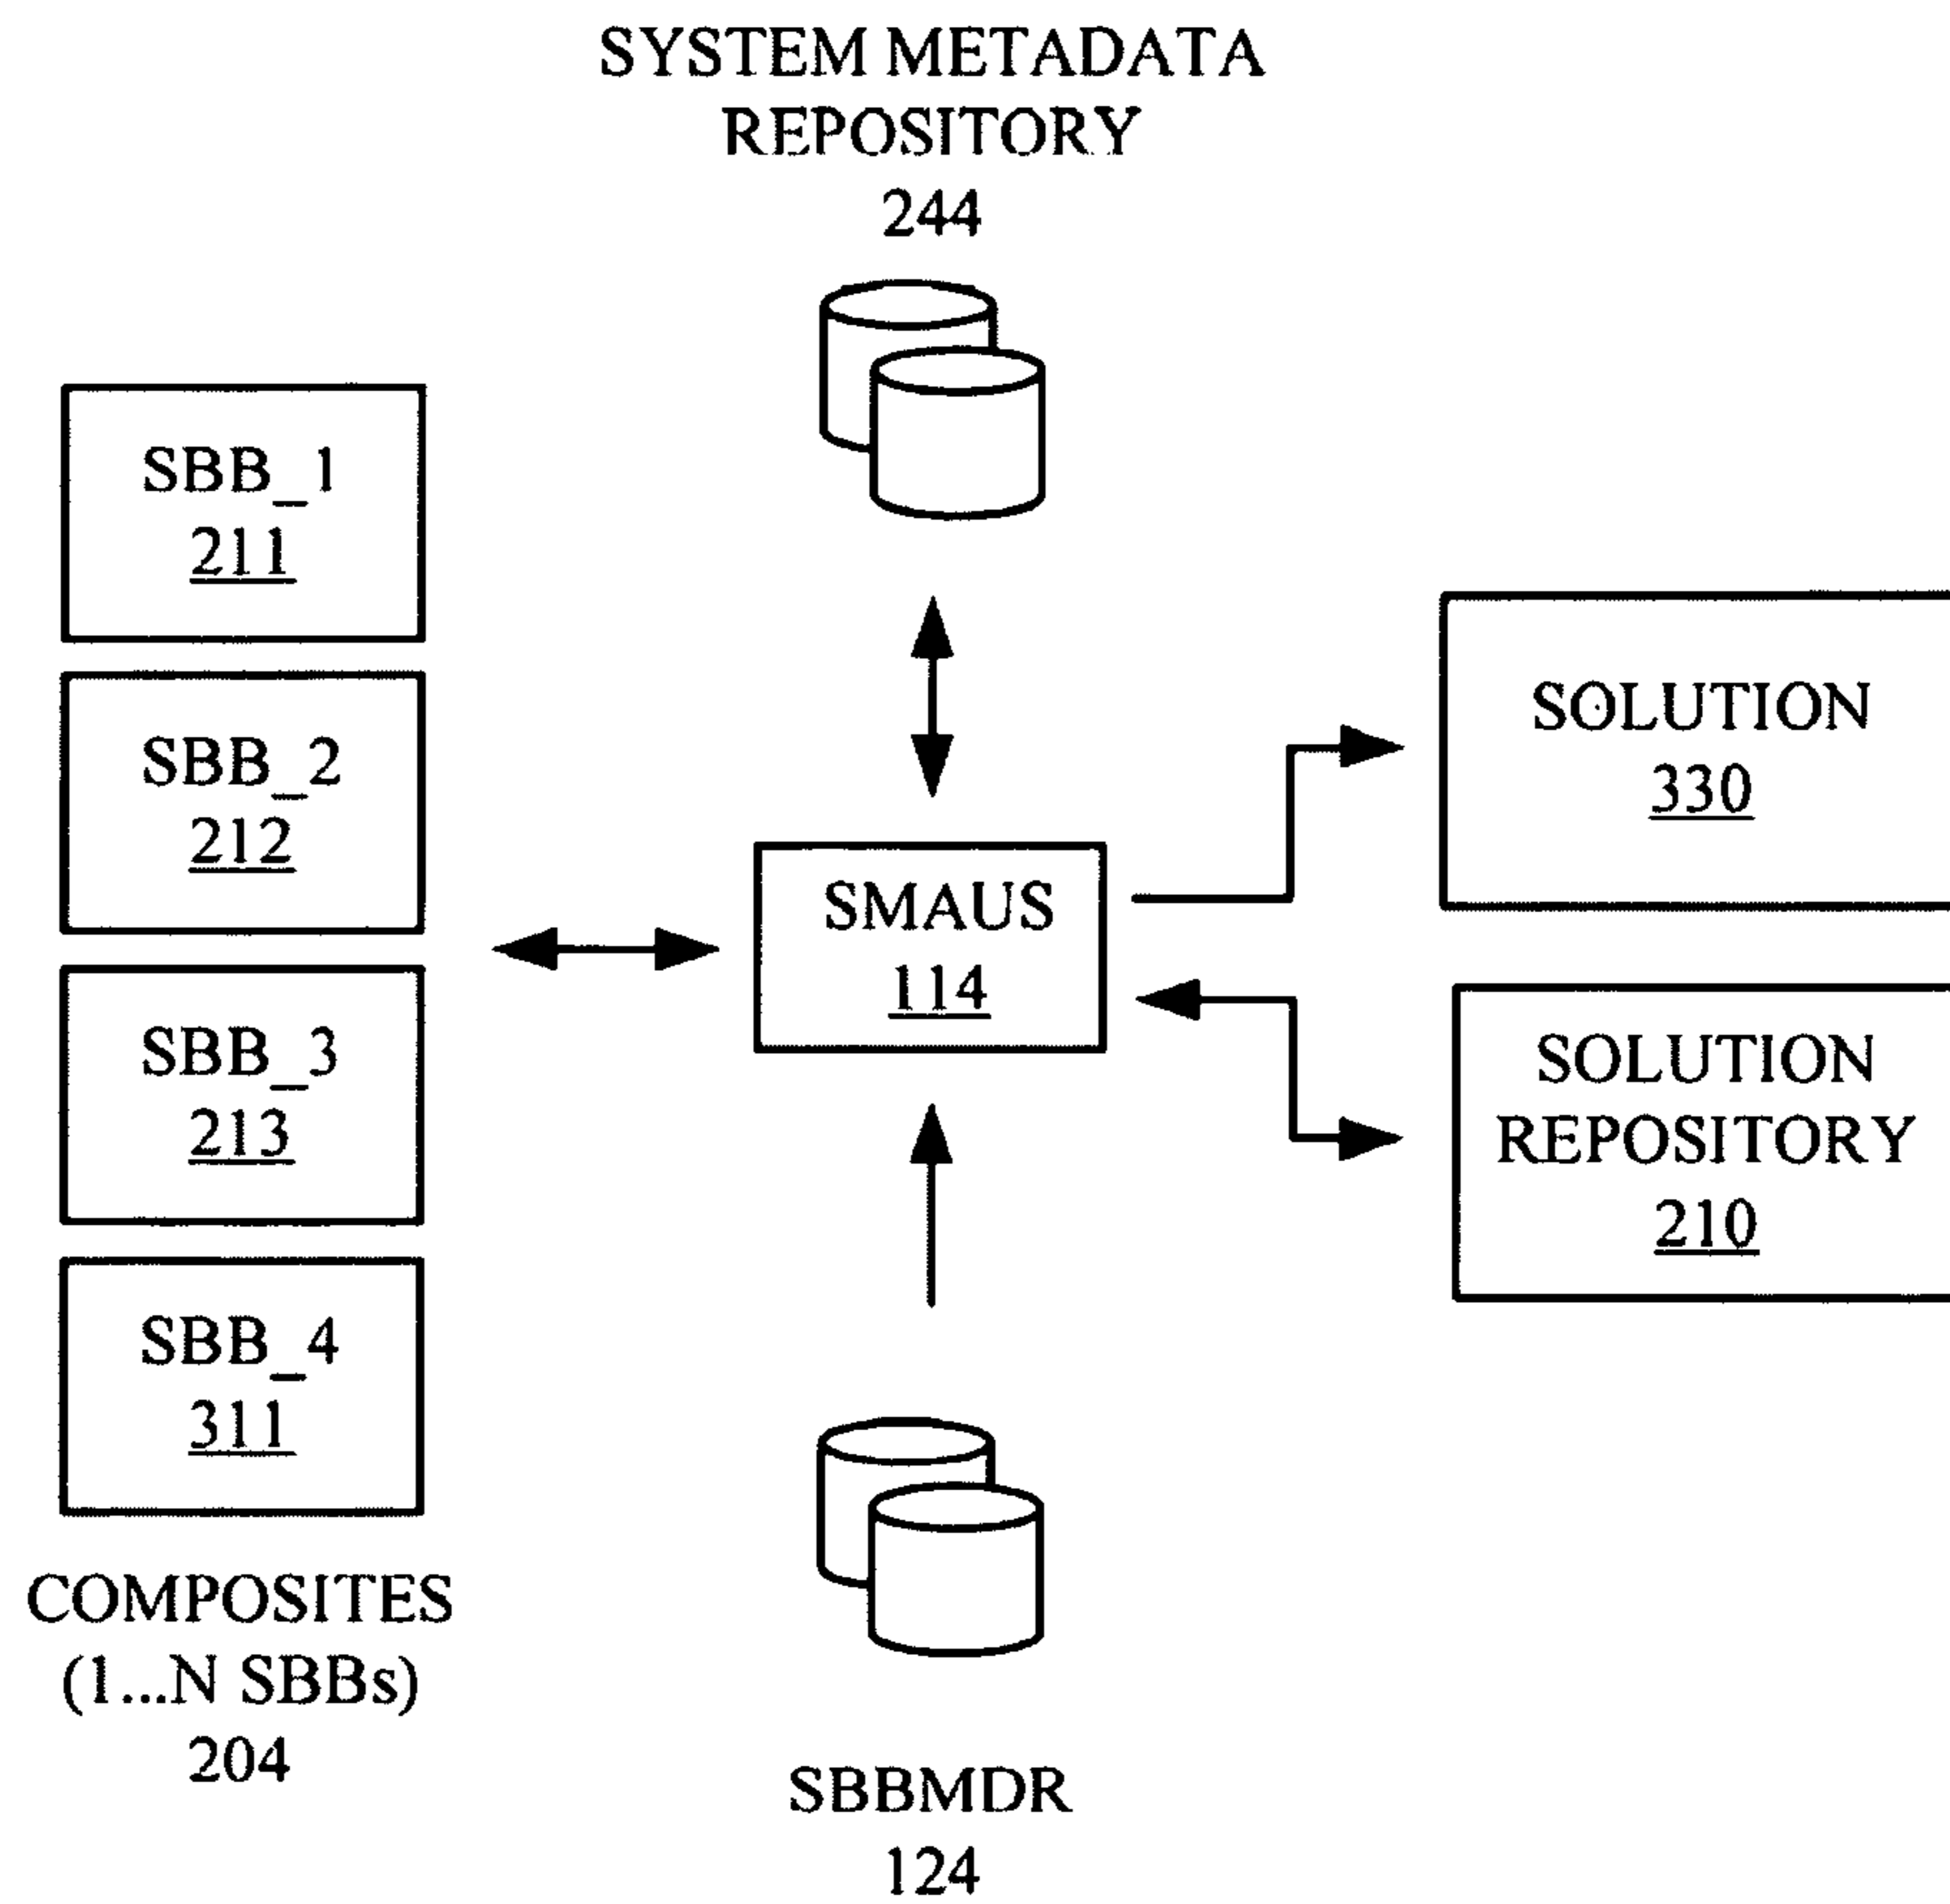 SYSTEM METADATA
REPOSITORY
244
SBB_1
211
SBB_2
212
SBB_3
213
SBB_4
311
COMPOSITES
(1...N SBBs)
204
SMAUS
114
SBBMDR
124
SOLUTION
330
SOLUTION
REPOSITORY
210